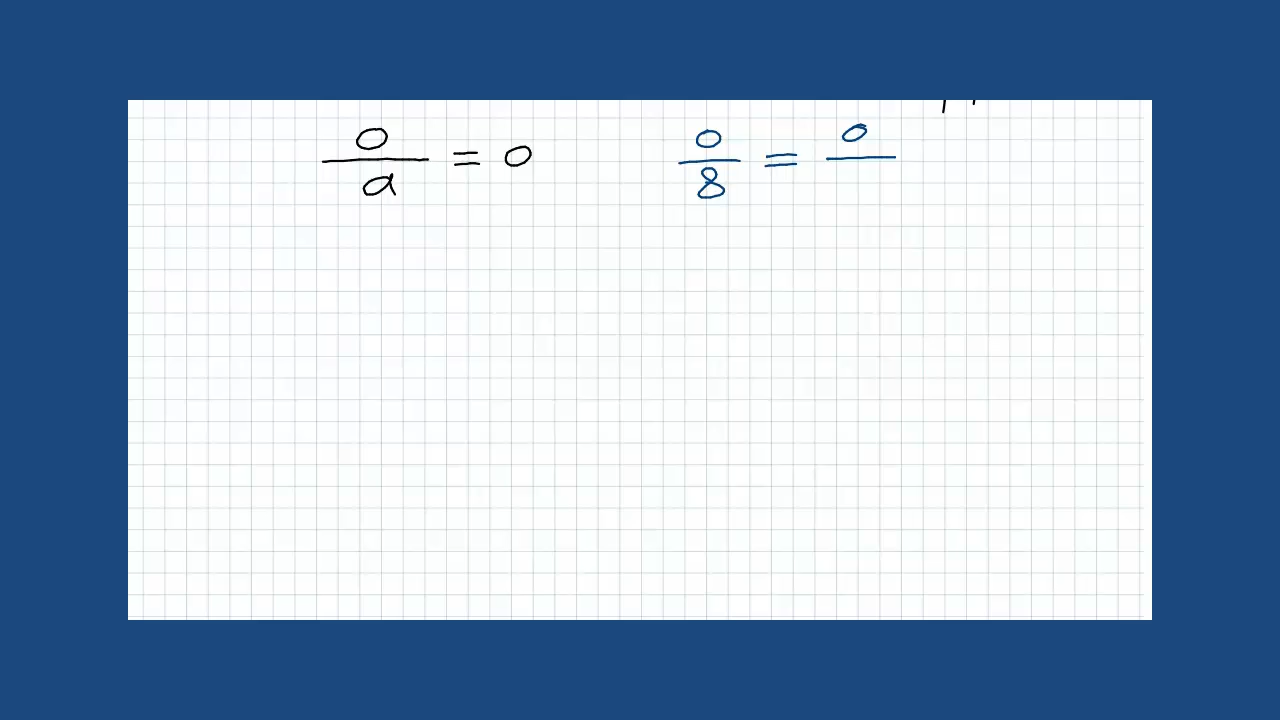 0/a = 0    0/8 = 0/